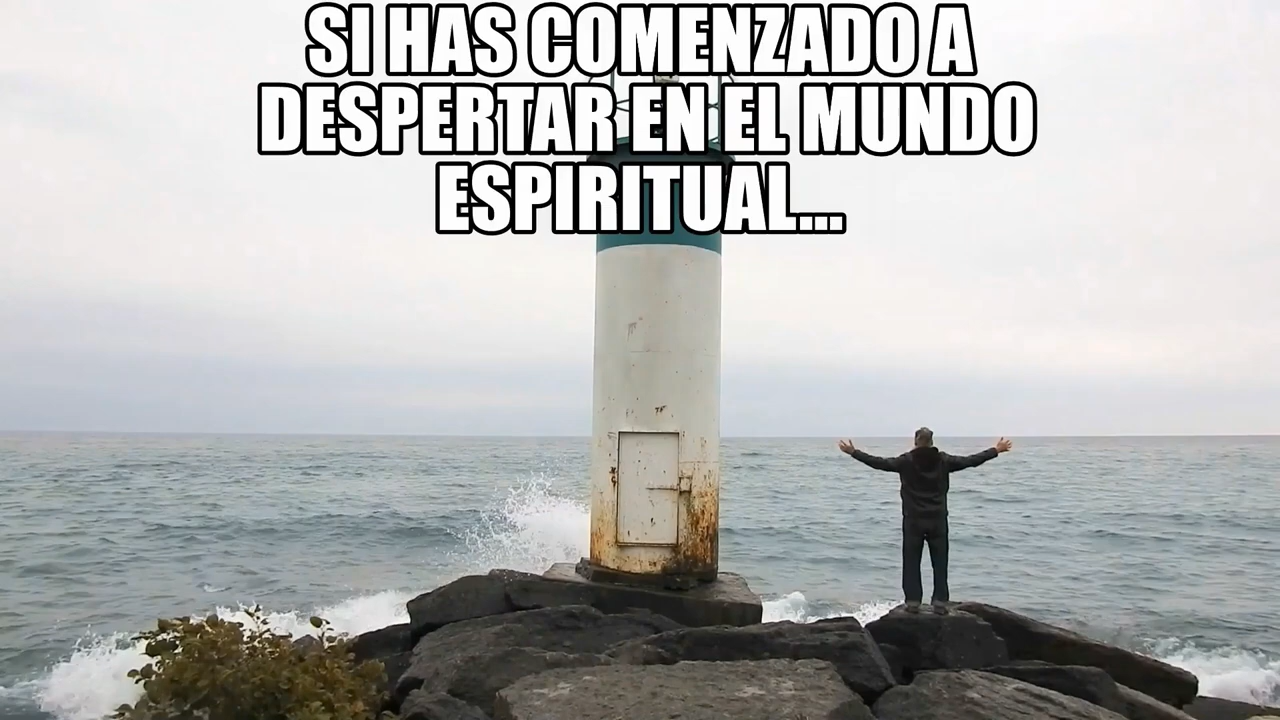 SI HAS COMENZADO A
DESPERTAR EN EL MUNDO
ESPIRITUAL...